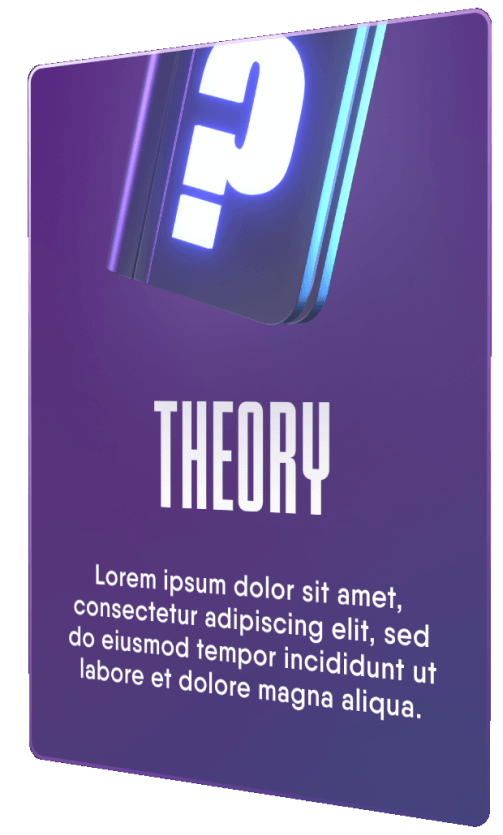 ?
THEORY
Lorem ipsum dolor sit amet,
consectetur adipiscing elit, sed
do eiusmod tempor incididunt ut
labore et dolore magna aliqua.